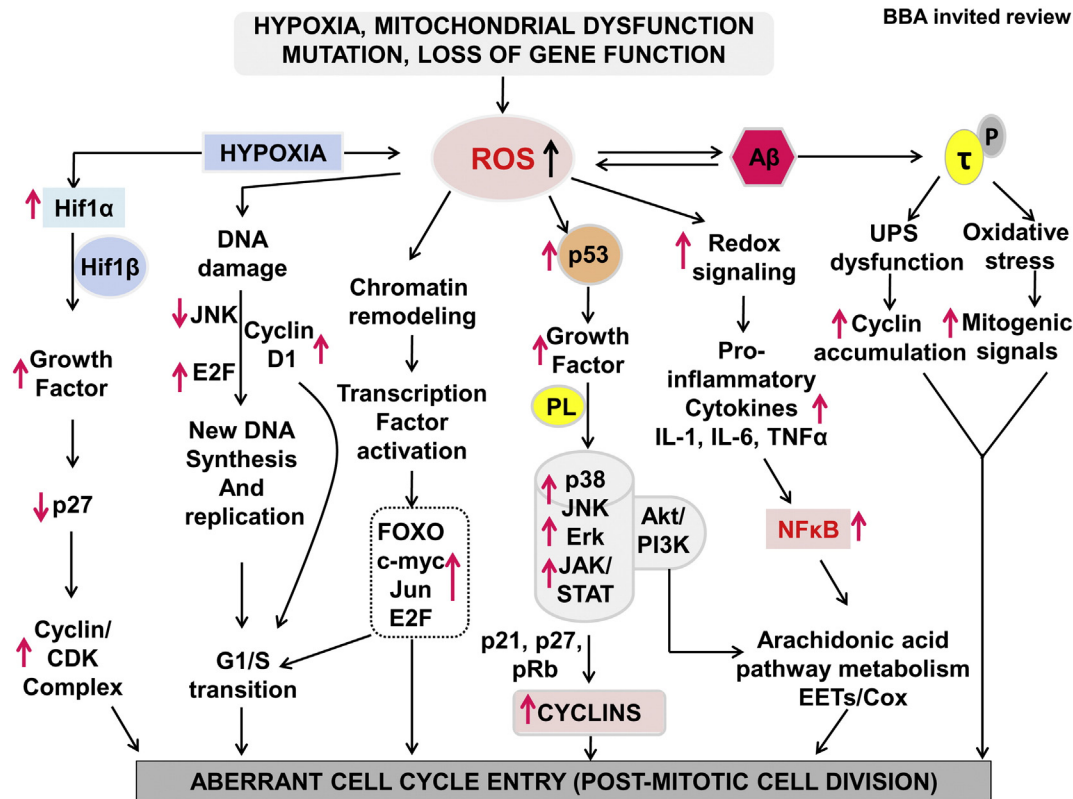 BBA invited review
HYPOXIA, MITOCHONDRIAL DYSFUNCTION
MUTATION, LOSS OF GENE FUNCTION
HYPOXIA
ROS
Aβ
τ
P
Hif1α
Hif1β
Growth
Factor
p27
Cyclin/
CDK
Complex
DNA
damage
JNK
Cyclin
D1
E2F
New DNA
Synthesis
And
replication
G1/S
transition
Chromatin
remodeling
Transcription
Factor
activation
FOXO
c-myc
Jun
E2F
p53
Growth
Factor
PL
p38
JNK
Erk
JAK/
STAT
Akt/
PI3K
p21, p27,
pRb
CYCLINS
Redox
signaling
Pro-
inflammatory
Cytokines
IL-1, IL-6, TNFα
NFκB
Arachidonic acid
pathway metabolism
EETs/Cox
UPS
dysfunction
Cyclin
accumulation
Oxidative
stress
Mitogenic
signals
ABERRANT CELL CYCLE ENTRY (POST-MITOTIC CELL DIVISION)